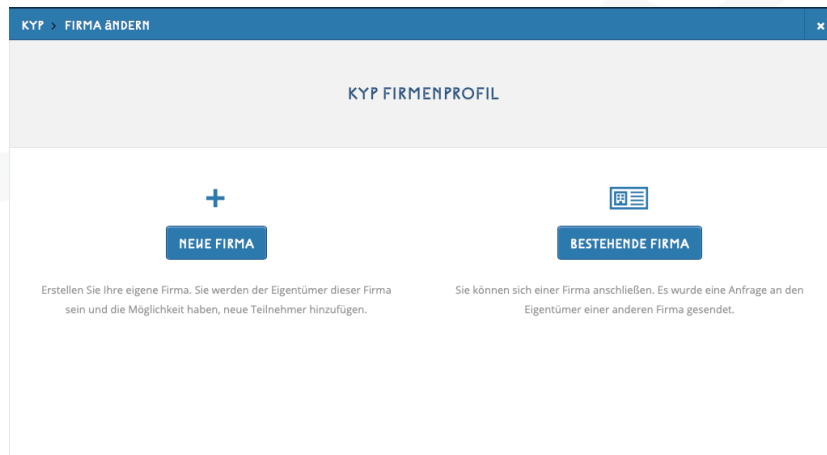 KYP > FIRMA ÄNDERN
KYP FIRMENPROFIL
NEUE FIRMA
Erstellen Sie Ihre eigene Firma. Sie werden der Eigentümer dieser Firma
sein und die Möglichkeit haben, neue Teilnehmer hinzufügen.
BESTEHENDE FIRMA
Sie können sich einer Firma anschließen. Es wurde eine Anfrage an den
Eigentümer einer anderen Firma gesendet.